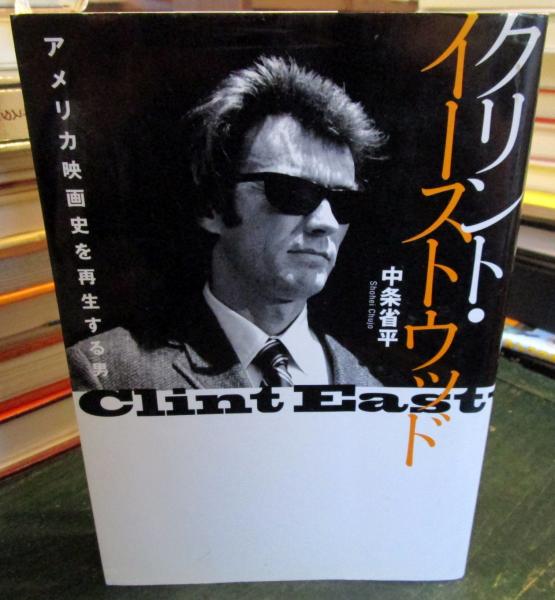 クリント・
イーストウッド
中条省平
Shohei Chujo
アメリカ映画史を再生する男
Clint East